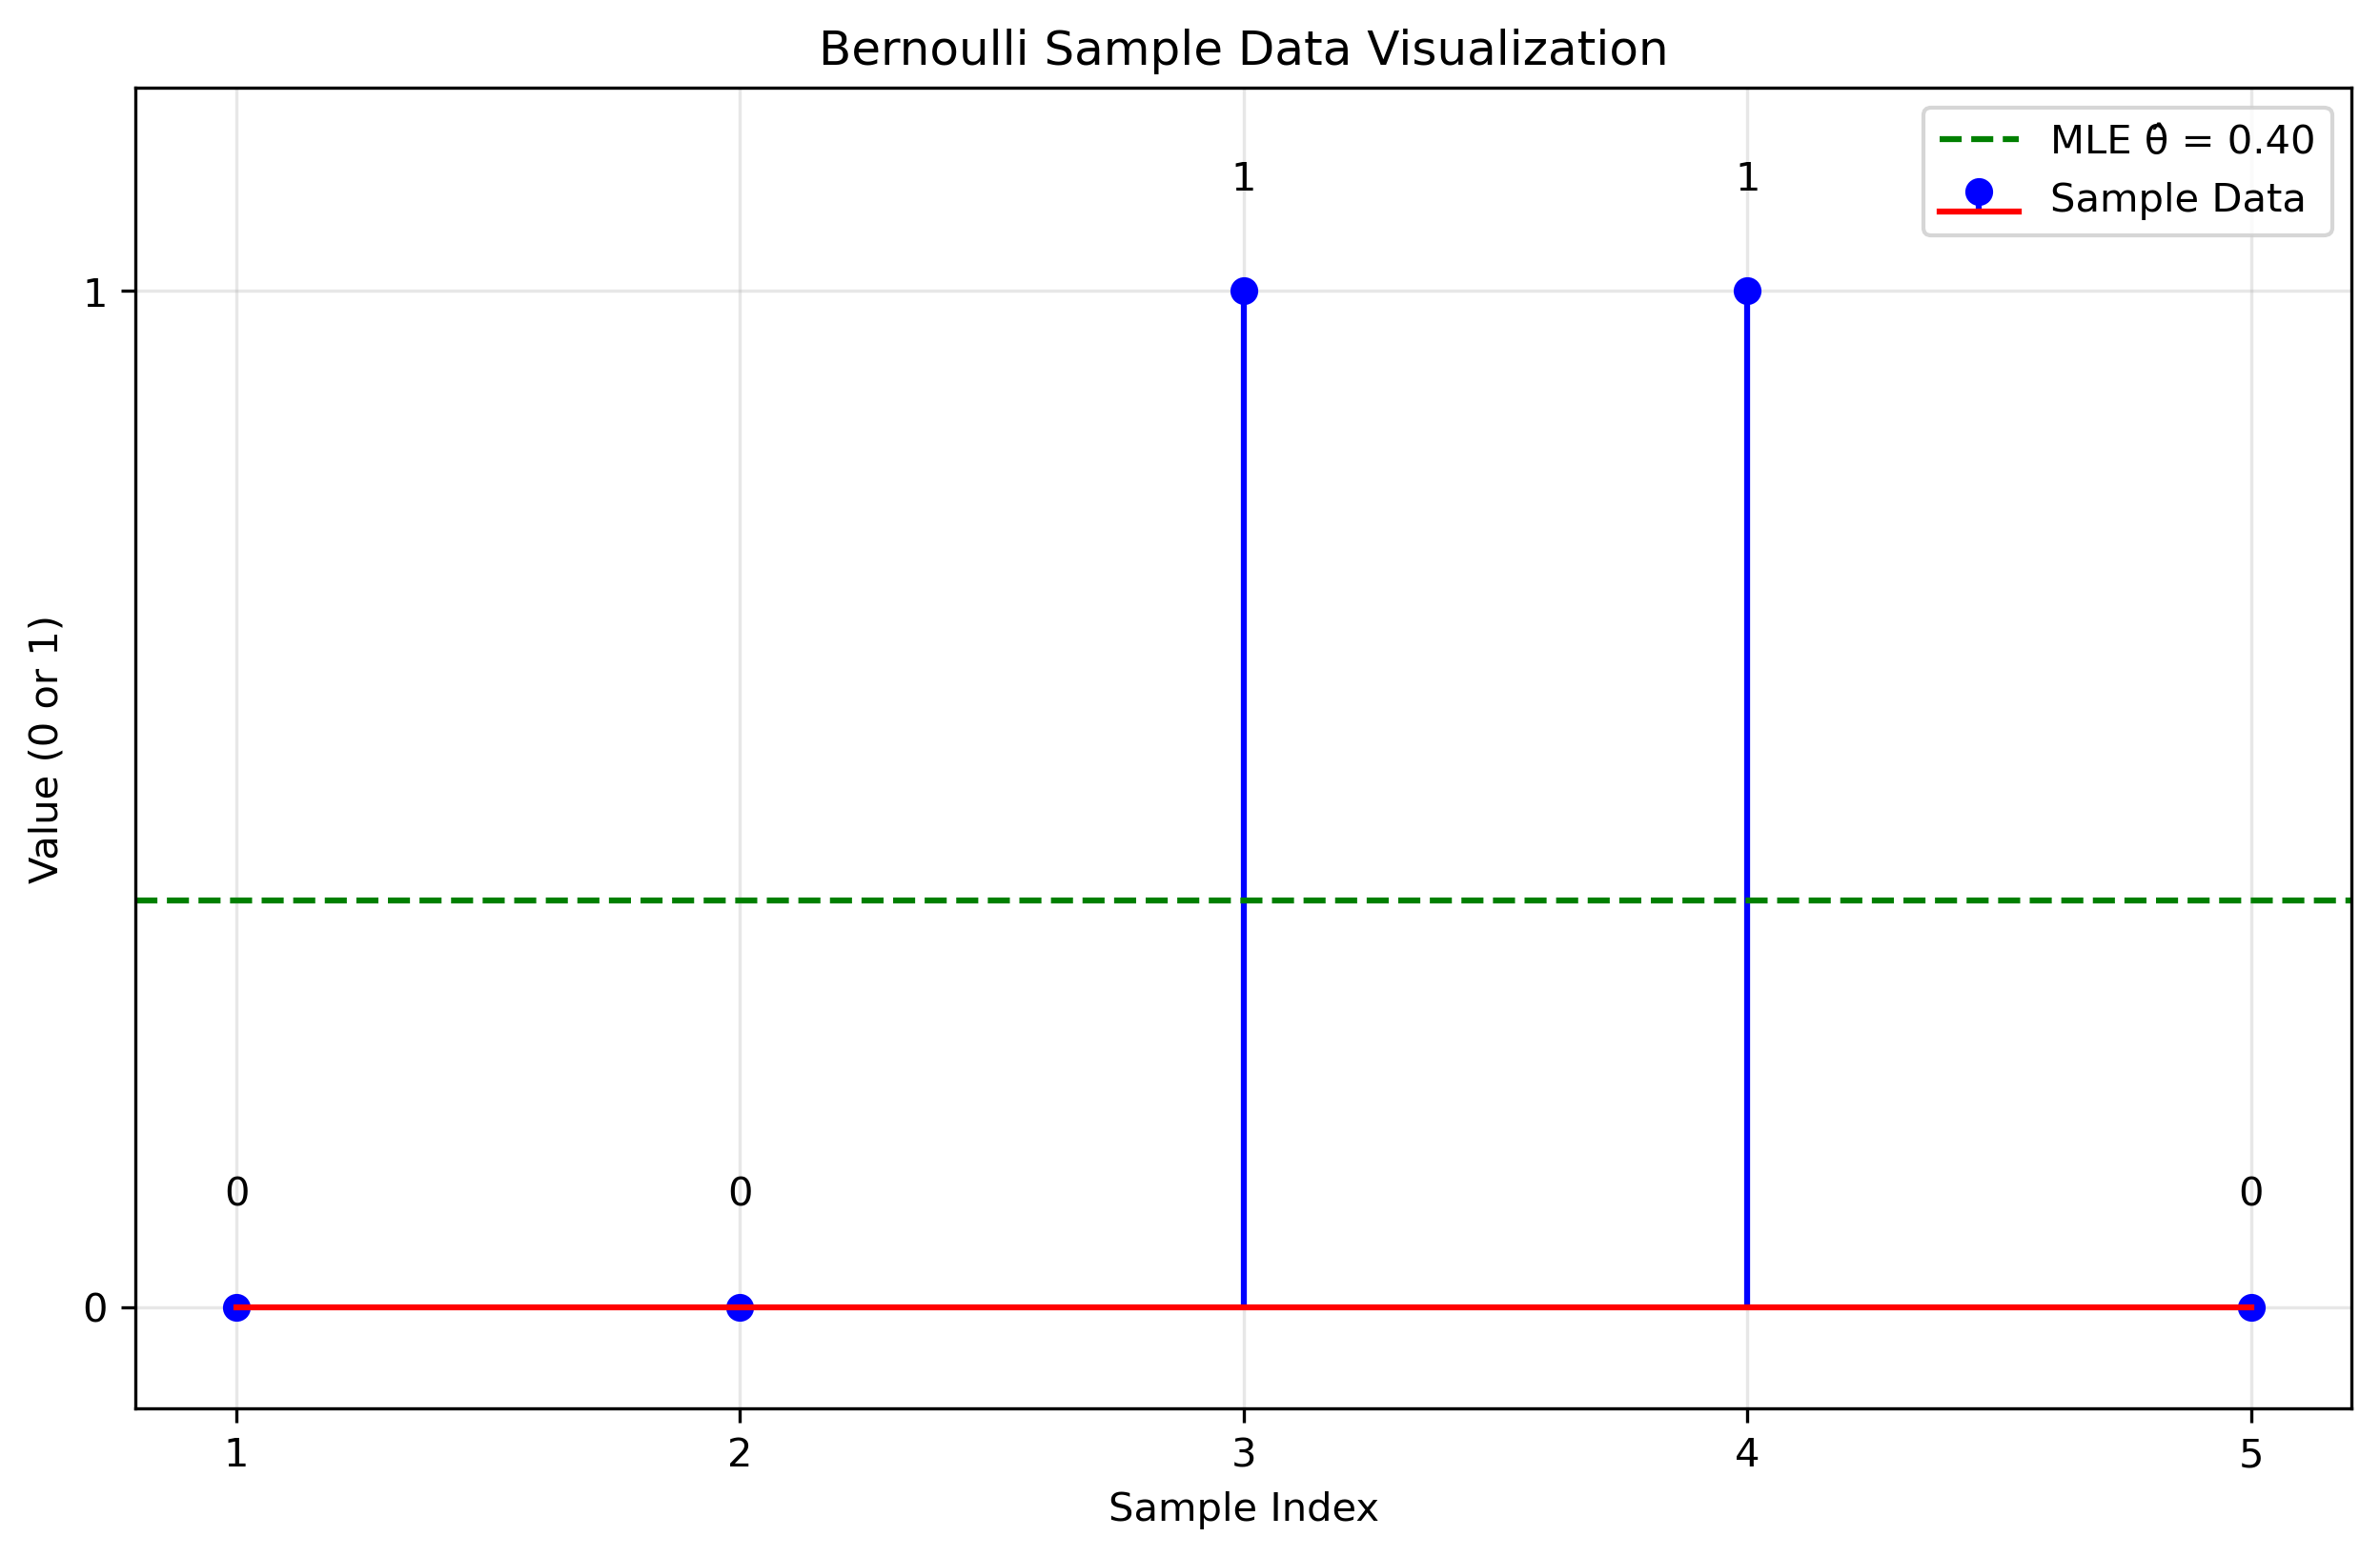 Bernoulli Sample Data Visualization
MLE θ̂ = 0.40
Sample Data
1 1
1
Value (0 or 1)
0 0 0
0
1 2 3 4 5
Sample Index